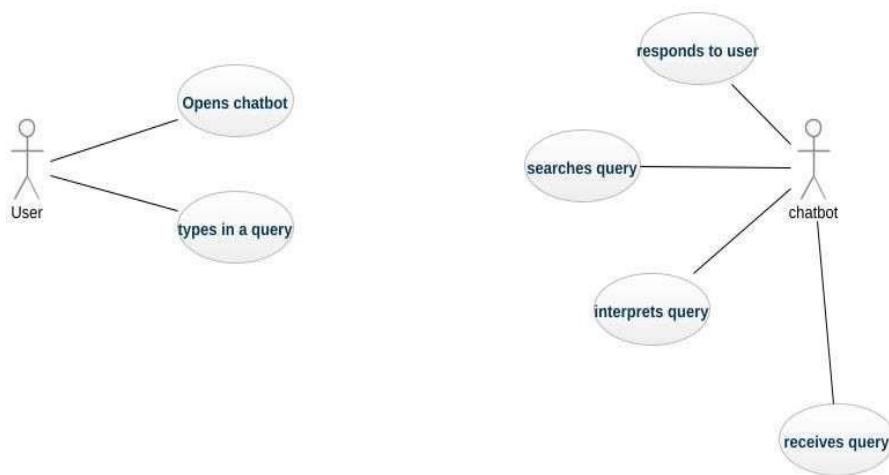 responds to user
Opens chatbot
searches query
User
chatbot
types in a query
interprets query
receives query